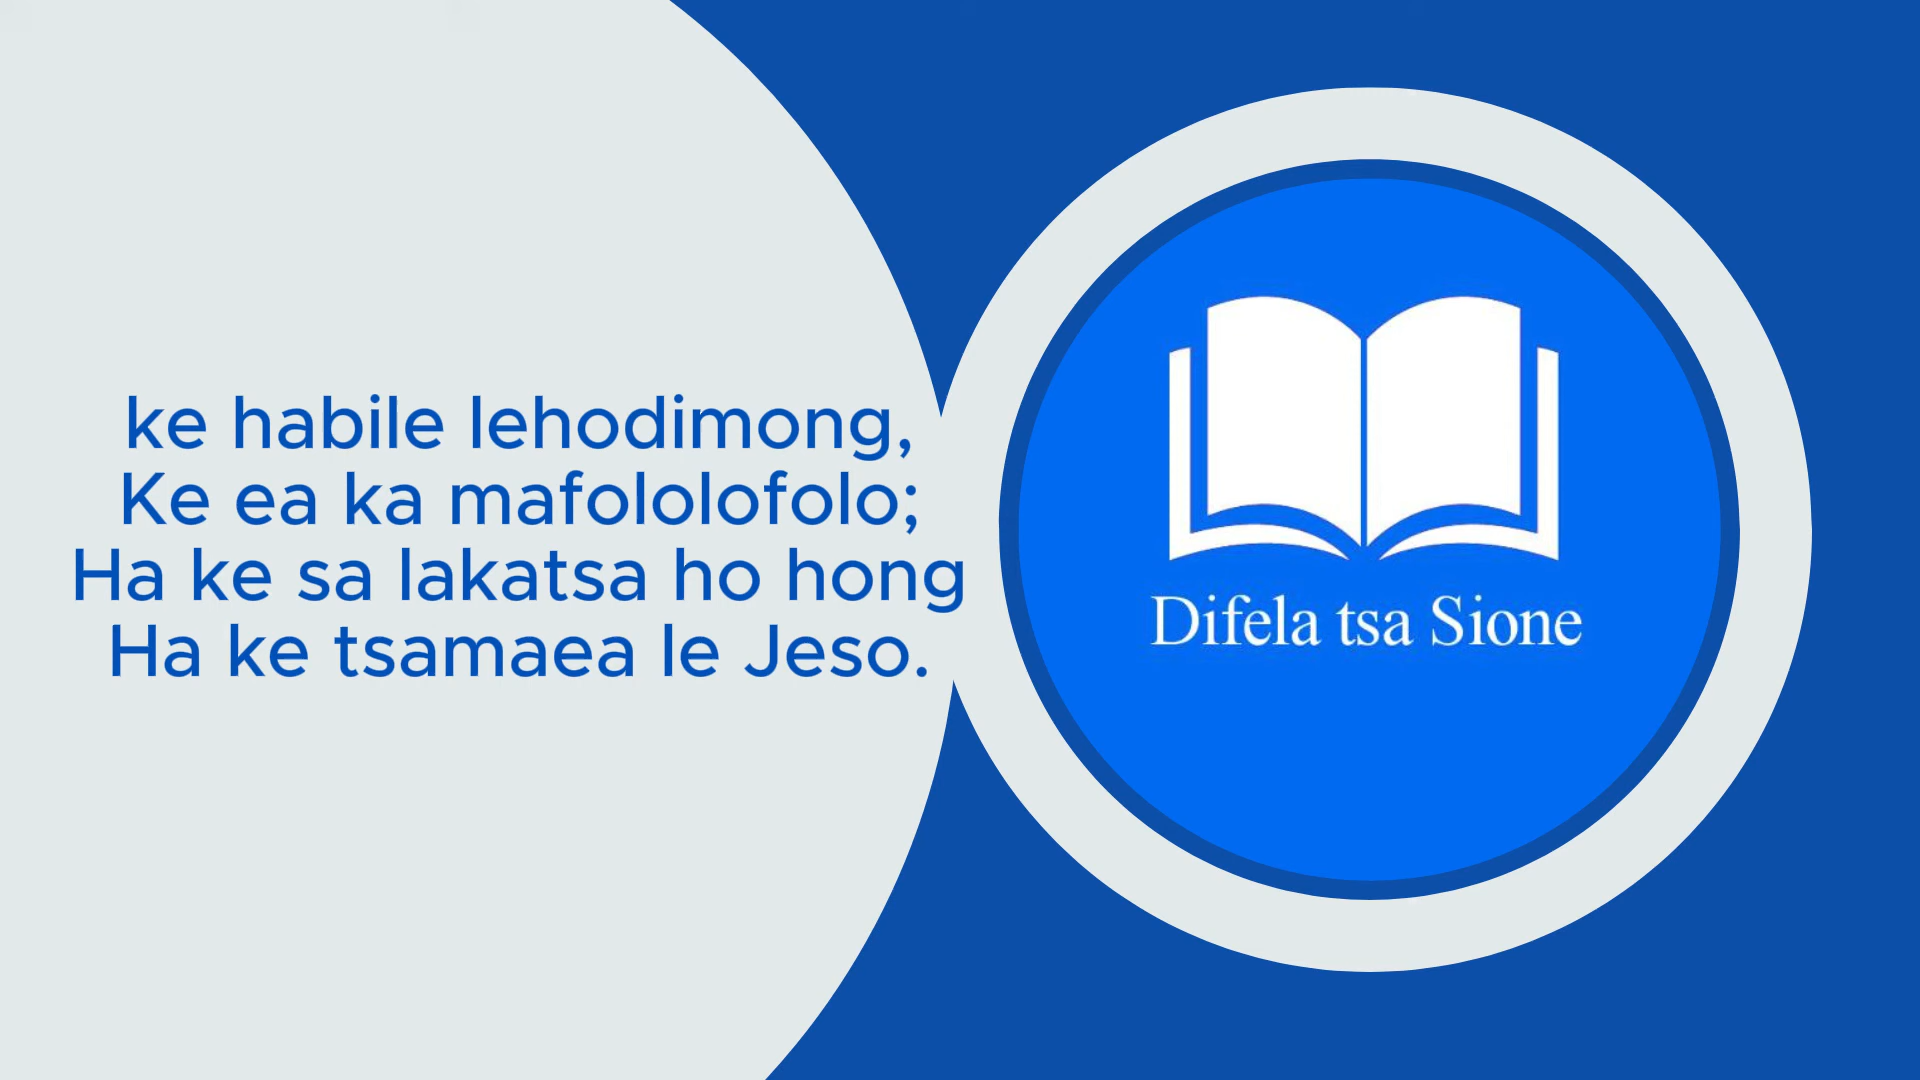 ke habile lehodimong,
Ke ea ka mafololofolo;
Ha ke sa lakatsa ho hong
Ha ke tsamaea le Jeso.
Difela tsa Sione